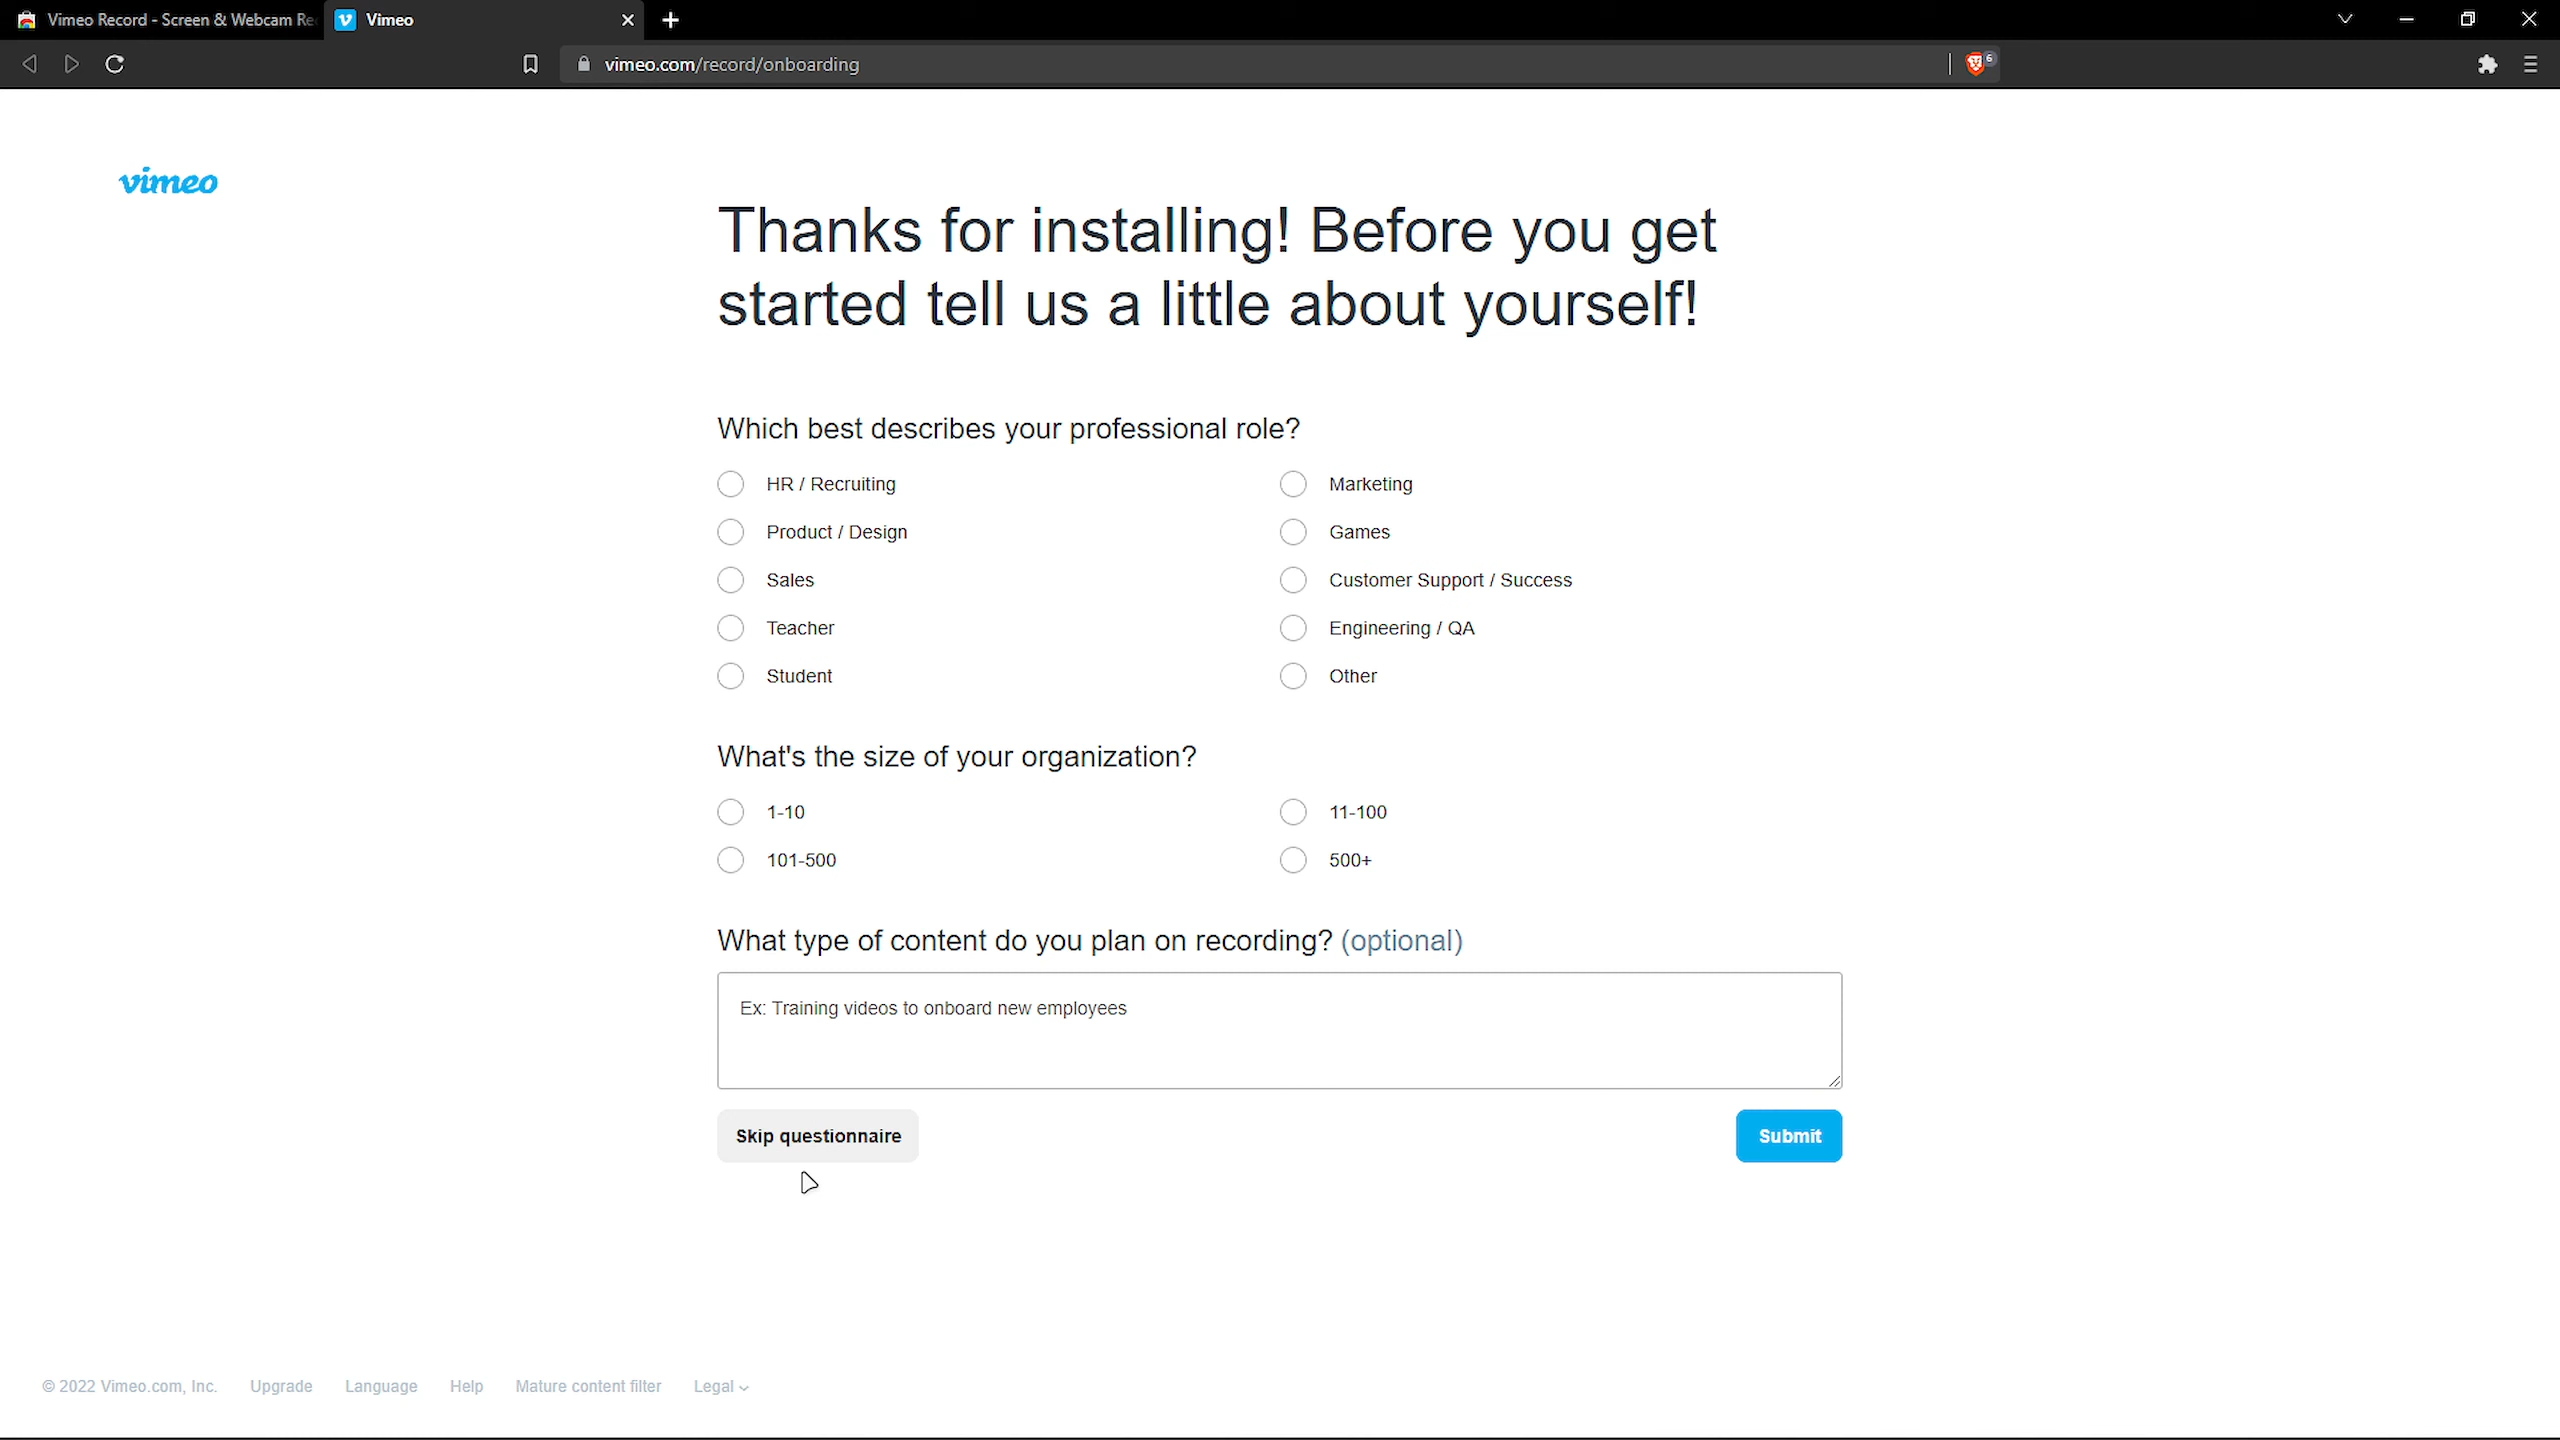 Vimeo Record - Screen & Webcam Re
Vimeo
vimeo.com/record/onboarding
6
vimeo
Thanks for installing! Before you get
started tell us a little about yourself!
Which best describes your professional role?
HR / Recruiting
Marketing
Product / Design
Games
Sales
Customer Support / Success
Teacher
Engineering / QA
Student
Other
What's the size of your organization?
1-10
11-100
101-500
500+
What type of content do you plan on recording? (optional)
Ex: Training videos to onboard new employees
Skip questionnaire
Submit
© 2022 Vimeo.com, Inc. Upgrade Language Help Mature content filter Legal